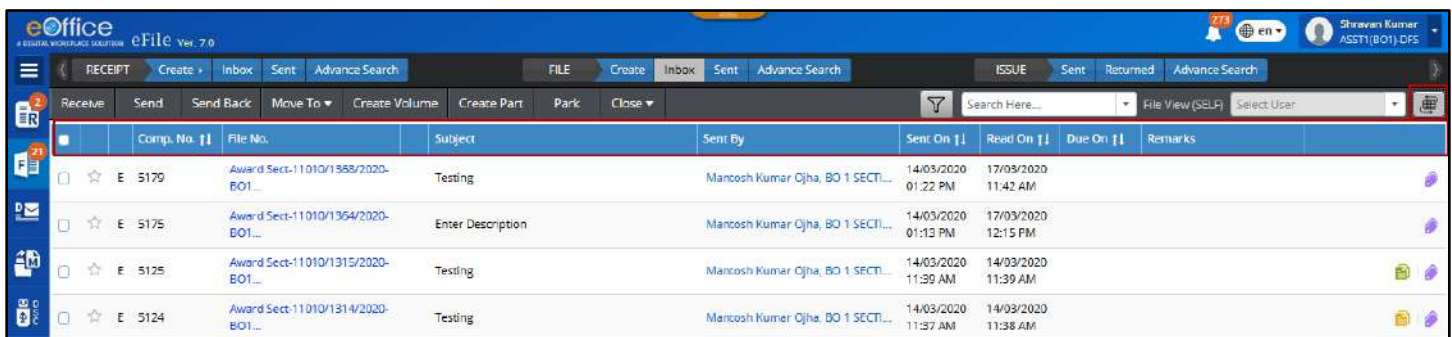 eOffice
A DIGITAL WORKPLACE SOLUTION eFile Ver. 7.0
273 en Shravan Kumar
ASST1(BO1)-DFS
RECEIPT Create Inbox Sent Advance Search FILE Create Inbox Sent Advance Search ISSUE Sent Returned Advance Search
2
Receive Send Send Back Move To Create Volume Create Part Park Close Search Here... File View (SELF) Select User
Comp. No. File No. Subject Sent By Sent On Read On Due On Remarks
21
E 5179 Award Sect-11010/1368/2020-BO1... Testing Mantosh Kumar Ojha, BO 1 SECTI... 14/03/2020 01:22 PM 17/03/2020 11:42 AM
E 5175 Award Sect-11010/1364/2020-BO1... Enter Description Mantosh Kumar Ojha, BO 1 SECTI... 14/03/2020 01:13 PM 17/03/2020 12:15 PM
E 5125 Award Sect-11010/1315/2020-BO1... Testing Mantosh Kumar Ojha, BO 1 SECTI... 14/03/2020 11:39 AM 14/03/2020 11:39 AM
E 5124 Award Sect-11010/1314/2020-BO1... Testing Mantosh Kumar Ojha, BO 1 SECTI... 14/03/2020 11:37 AM 14/03/2020 11:38 AM